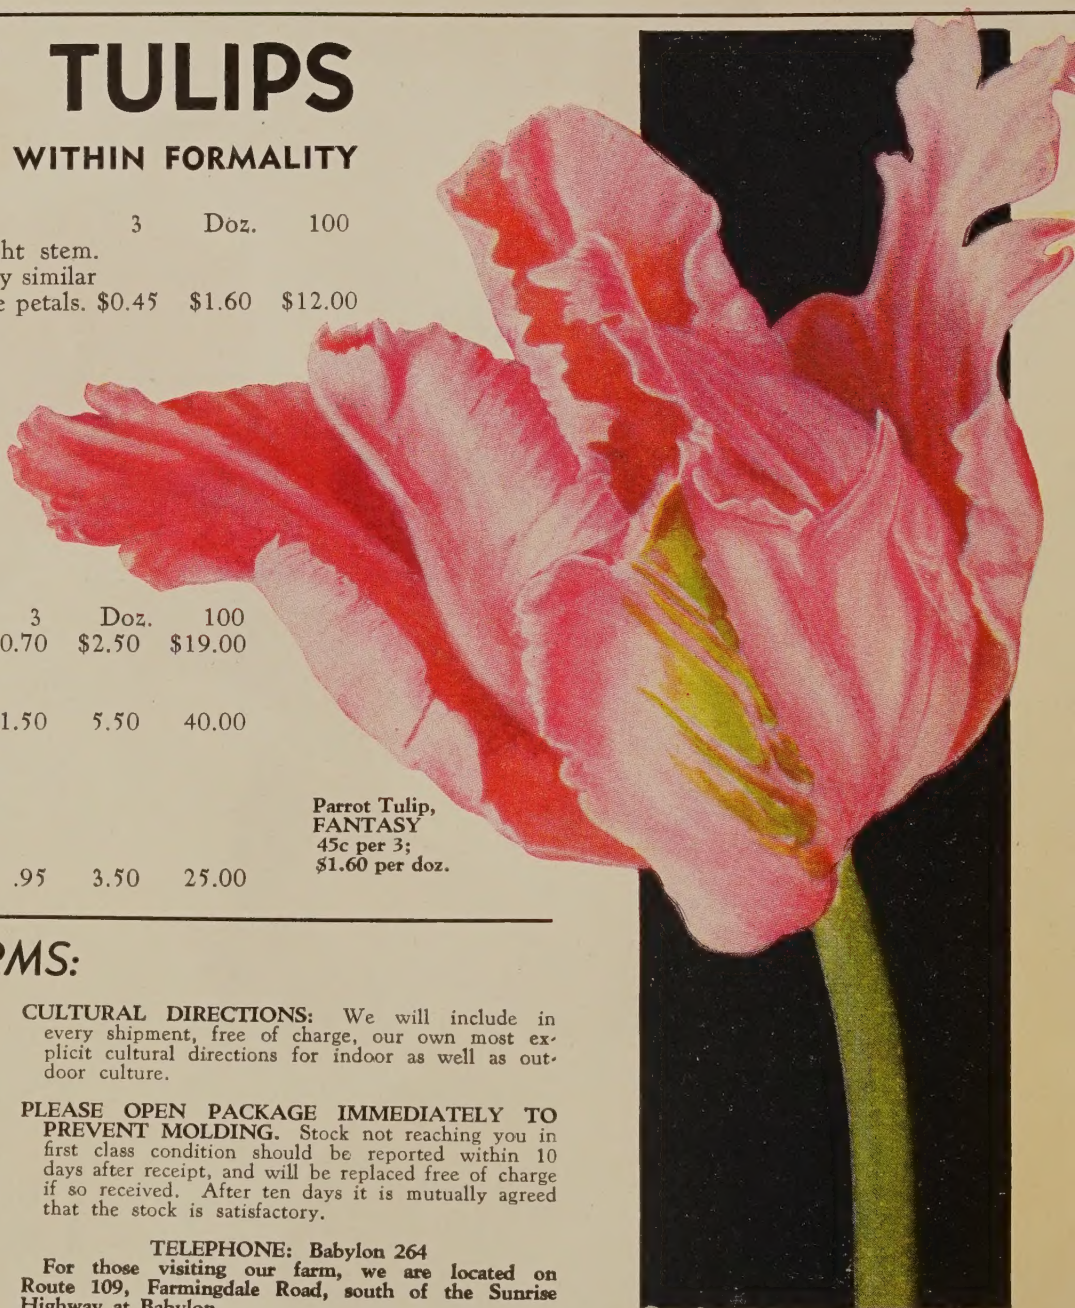 TULIPS
WITHIN FORMALITY
3 Doz. 100
ht stem.
y similar
e petals. $0.45 $1.60 $12.00
3 Doz. 100
0.70 $2.50 $19.00
1.50 5.50 40.00
Parrot Tulip,
FANTASY
45c per 3;
$1.60 per doz.
.95 3.50 25.00
RMS:
CULTURAL DIRECTIONS: We will include in
every shipment, free of charge, our own most ex-
plicit cultural directions for indoor as well as out-
door culture.
PLEASE OPEN PACKAGE IMMEDIATELY TO
PREVENT MOLDING. Stock not reaching you in
first class condition should be reported within 10
days after receipt, and will be replaced free of charge
if so received. After ten days it is mutually agreed
that the stock is satisfactory.
TELEPHONE: Babylon 264
For those visiting our farm, we are located on
Route 109, Farmingdale Road, south of the Sunrise
Highway at Babylon